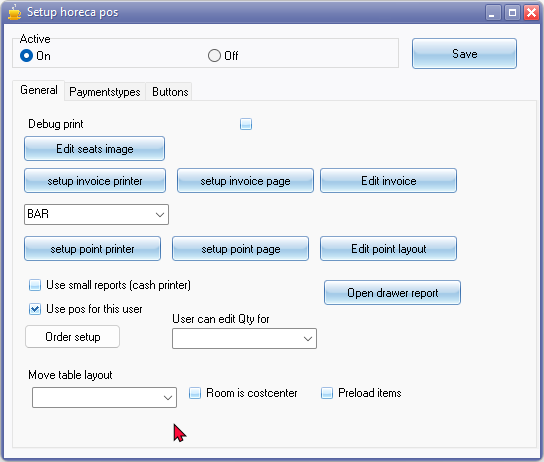 Setup horeca pos
Active
On Off
Save
General Paymentstypes Buttons
Debug print
Edit seats image
setup invoice printer setup invoice page Edit invoice
BAR
setup point printer setup point page Edit point layout
Use small reports (cash printer)
Open drawer report
Use pos for this user
User can edit Qty for
Order setup
Move table layout
Room is costcenter Preload items